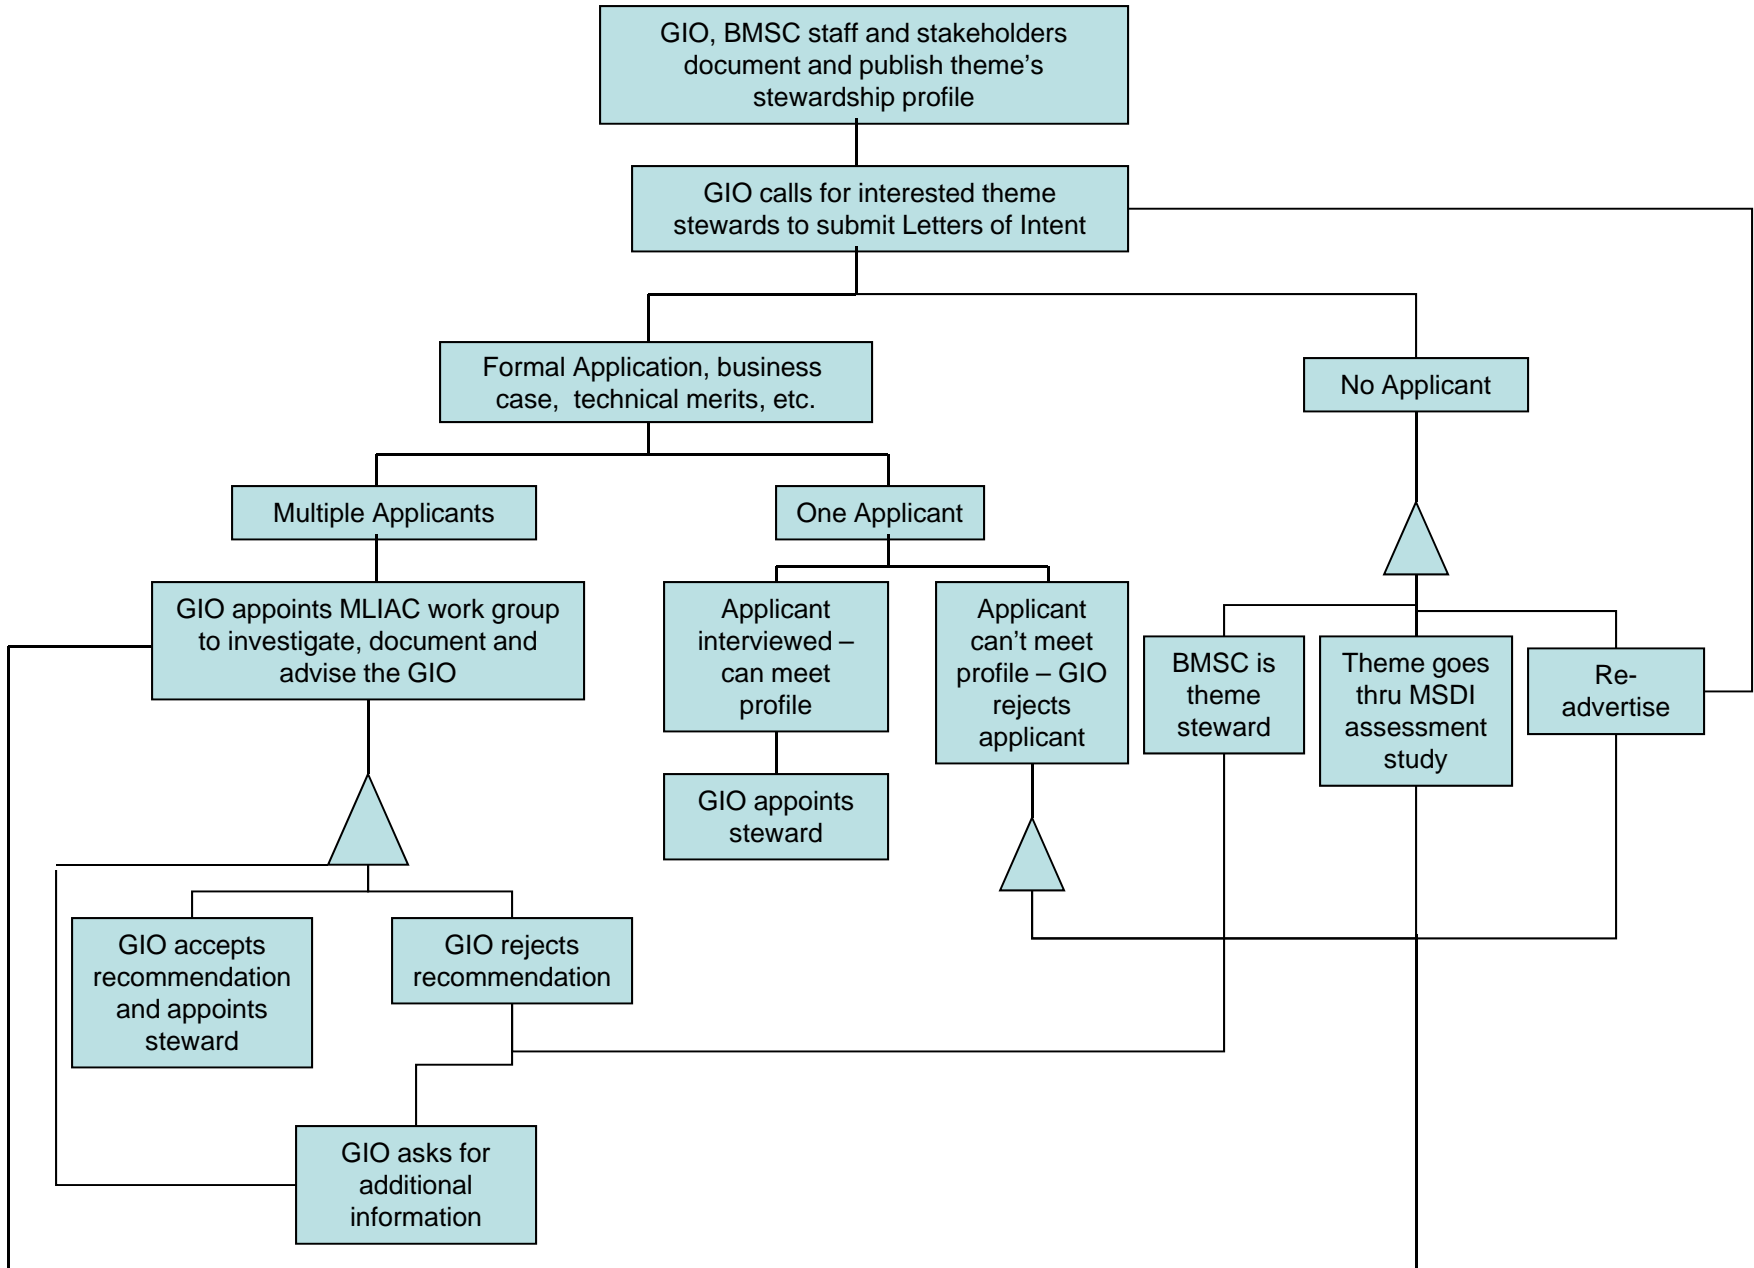 GIO, BMSC staff and stakeholders
document and publish theme's
stewardship profile
GIO calls for interested theme
stewards to submit Letters of Intent
Formal Application, business
case,  technical merits, etc.
No Applicant
Multiple Applicants
One Applicant
GIO appoints MLIAC work group
to investigate, document and
advise the GIO
Applicant
interviewed –
can meet
profile
Applicant
can't meet
profile – GIO
rejects
applicant
BMSC is
theme
steward
Theme goes
thru MSDI
assessment
study
Re-
advertise
GIO appoints
steward
GIO accepts
recommendation
and appoints
steward
GIO rejects
recommendation
GIO asks for
additional
information